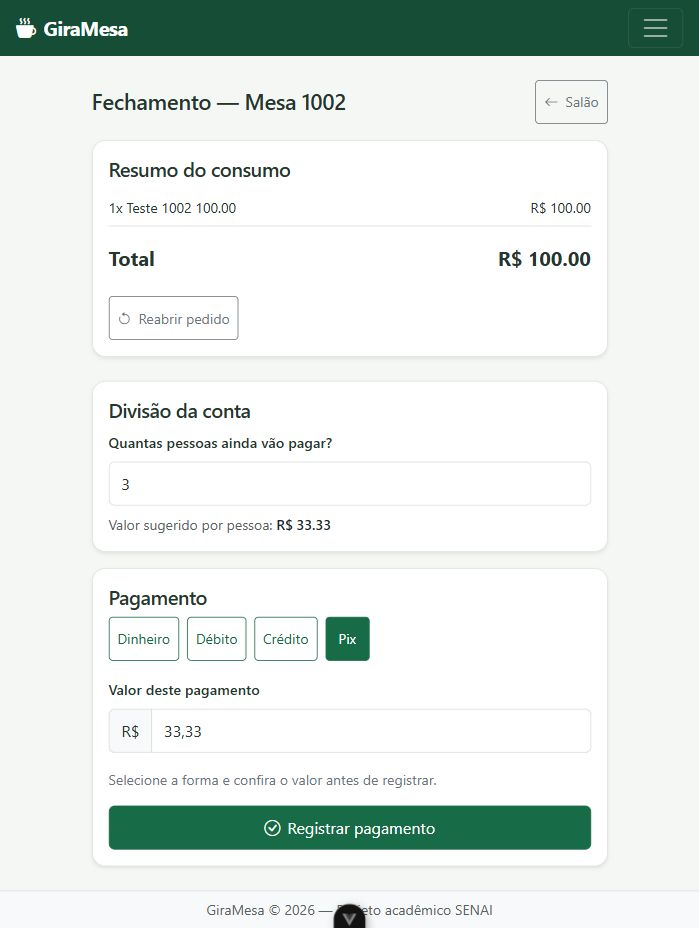 GiraMesa
Fechamento — Mesa 1002
← Salão
Resumo do consumo
1x Teste 1002 100.00 R$ 100.00
Total R$ 100.00
Reabrir pedido
Divisão da conta
Quantas pessoas ainda vão pagar?
3
Valor sugerido por pessoa: R$ 33.33
Pagamento
Dinheiro Débito Crédito Pix
Valor deste pagamento
R$ 33,33
Selecione a forma e confira o valor antes de registrar.
Registrar pagamento
GiraMesa © 2026 — acadêmico SENAI